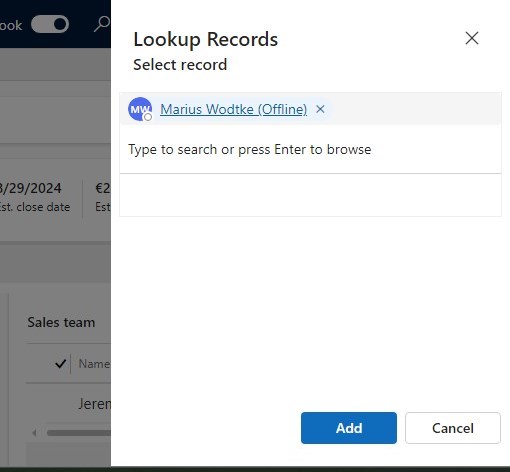 ook
Lookup Records
Select record
MW Marius Wodtke (Offline)
Type to search or press Enter to browse
3/29/2024
Est. close date
€2
Est
Sales team
Name
Jeren
Add
Cancel